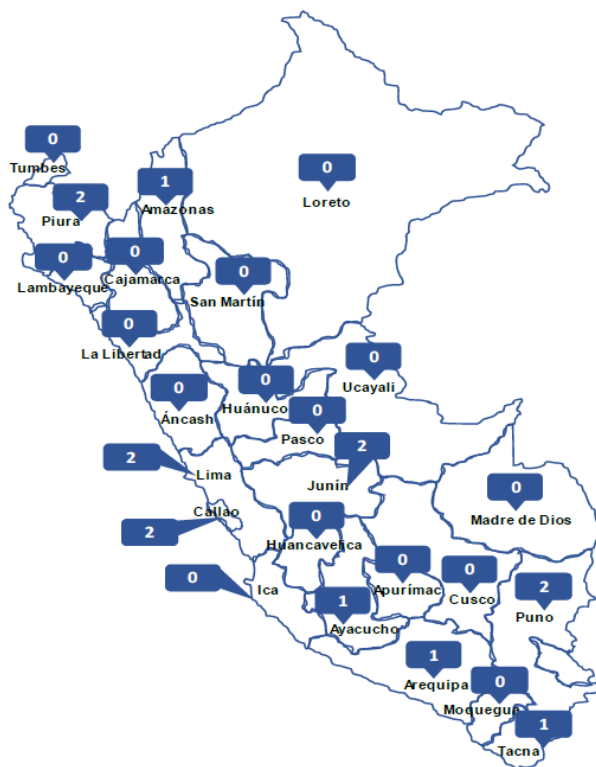 0
Tumbes
2
Piura
1
Amazonas
0
Loreto
0
Lambayeque
0
Cajamarca
0
San Martín
0
La Libertad
0
Áncash
0
Huánuco
0
Ucayali
0
Pasco
2
Lima
2
Junín
2
Callao
0
Huancavelica
0
Madre de Dios
0
Ica
1
Ayacucho
0
Apurímac
0
Cusco
2
Puno
1
Arequipa
0
Moquegua
1
Tacna